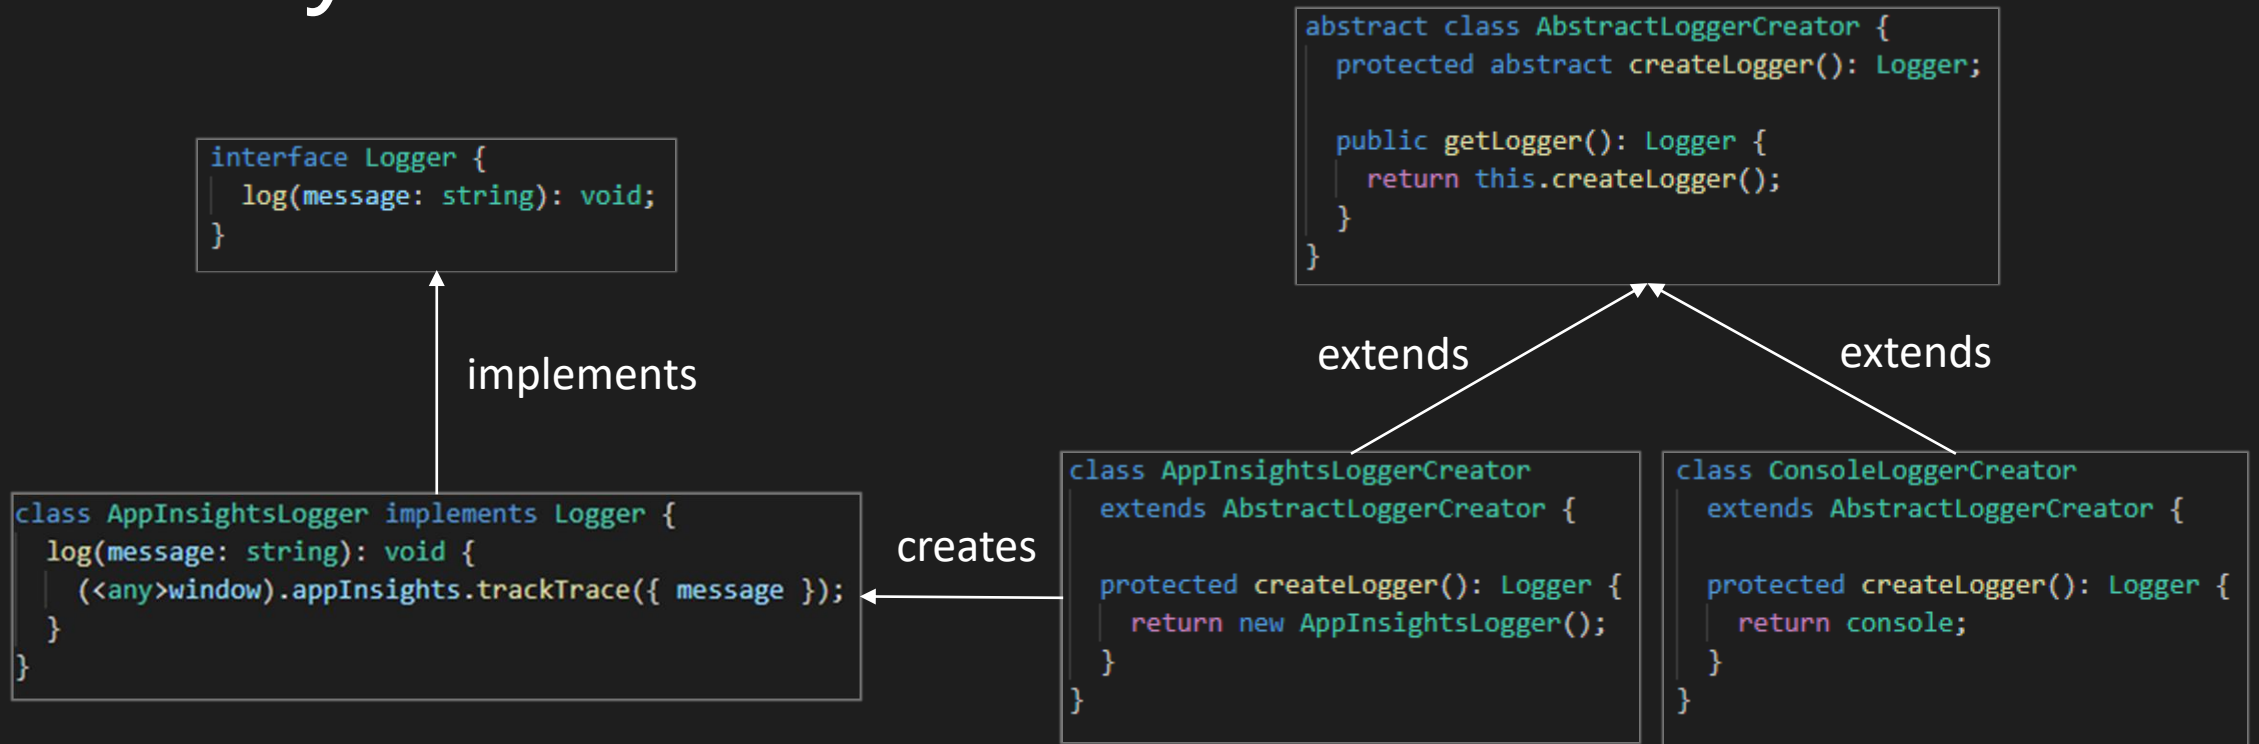 interface Logger {
log(message: string): void;
}
implements
class AppInsightsLogger implements Logger {
log(message: string): void {
(<any>window).appInsights.trackTrace({ message });
}
}
creates
abstract class AbstractLoggerCreator {
protected abstract createLogger(): Logger;
public getLogger(): Logger {
return this.createLogger();
}
}
extends
extends
class AppInsightsLoggerCreator
extends AbstractLoggerCreator {
protected createLogger(): Logger {
return new AppInsightsLogger();
}
}
class ConsoleLoggerCreator
extends AbstractLoggerCreator {
protected createLogger(): Logger {
return console;
}
}